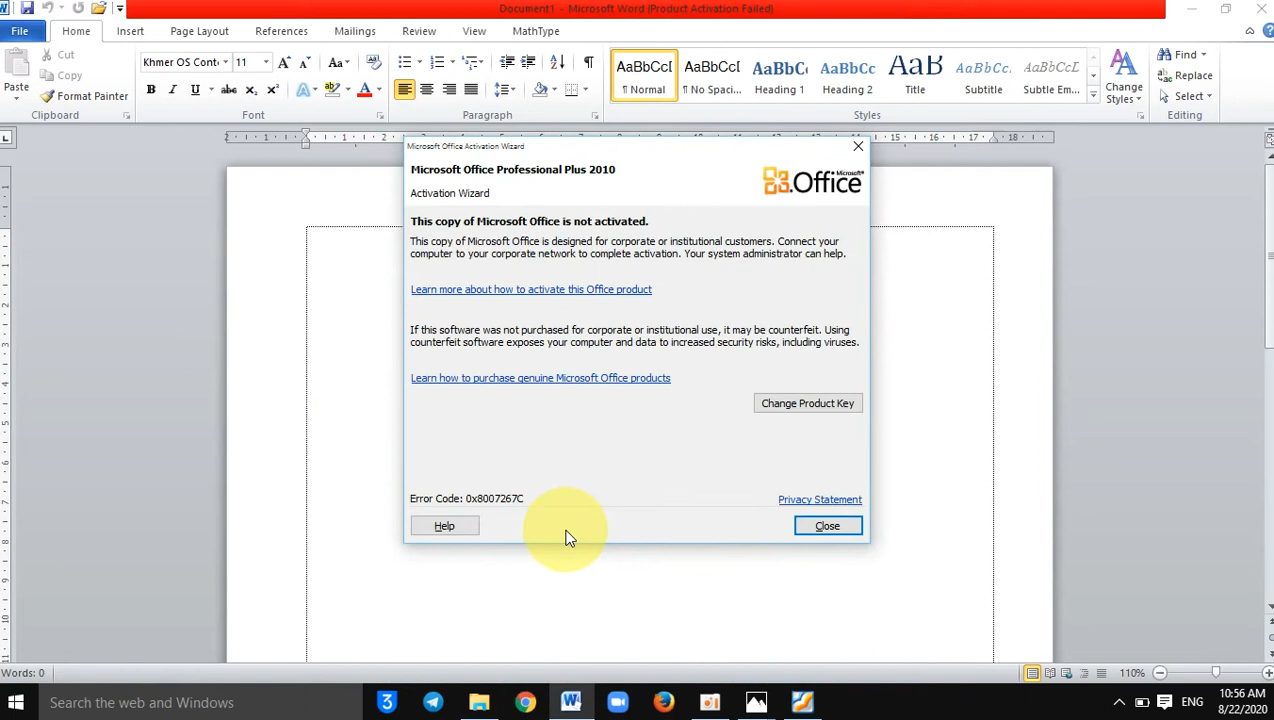 Document1 - Microsoft Word (Product Activation Failed)
File Home Insert Page Layout References Mailings Review View MathType
Paste
Cut
Copy
Format Painter
Clipboard
Khmer OS Cont 11
Font
Paragraph
AaBbCcI ¶ Normal
AaBbCcI ¶ No Spaci...
AaBbC Heading 1
AaBbCc Heading 2
AaB Title
AaBbCcI Subtitle
AaBbCcI Subtle Em...
Change Styles
Styles
Find
Replace
Select
Editing
Microsoft Office Activation Wizard
Microsoft Office Professional Plus 2010
Activation Wizard
Microsoft Office
This copy of Microsoft Office is not activated.
This copy of Microsoft Office is designed for corporate or institutional customers. Connect your
computer to your corporate network to complete activation. Your system administrator can help.
Learn more about how to activate this Office product
If this software was not purchased for corporate or institutional use, it may be counterfeit. Using
counterfeit software exposes your computer and data to increased security risks, including viruses.
Learn how to purchase genuine Microsoft Office products
Change Product Key
Error Code: 0x8007267C
Privacy Statement
Help
Close
Words: 0
110%
Search the web and Windows
ENG
10:56 AM
8/22/2020